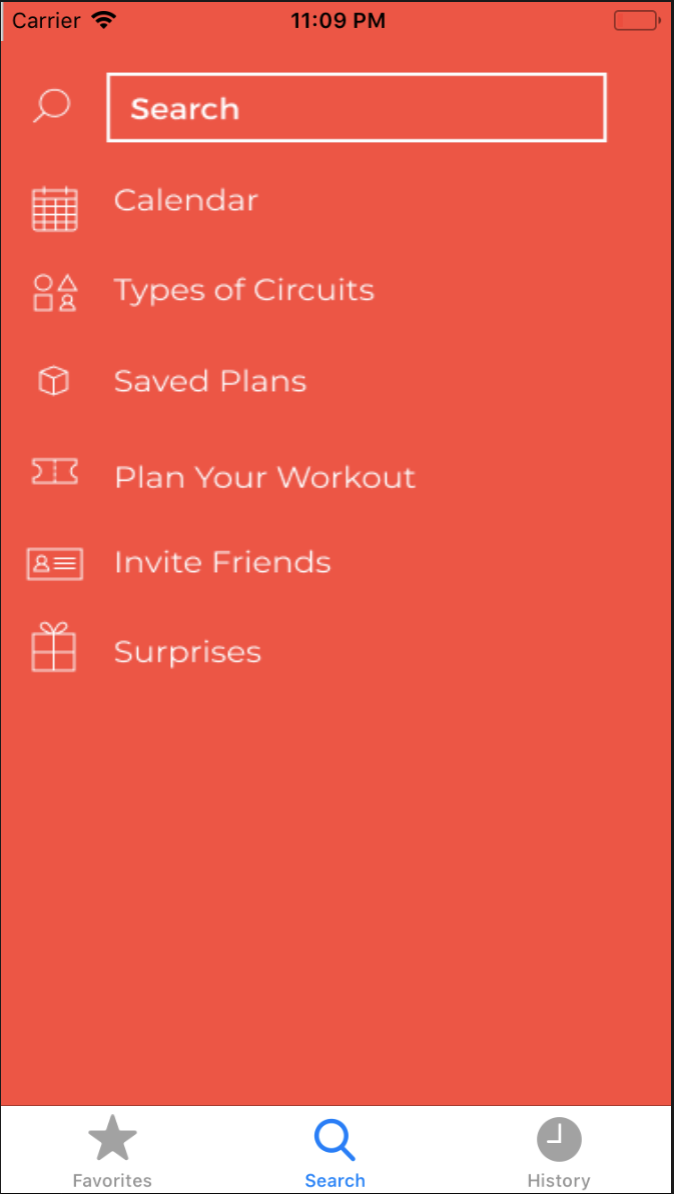 Carrier 11:09 PM
Search
Calendar
Types of Circuits
Saved Plans
Plan Your Workout
Invite Friends
Surprises
Favorites Search History